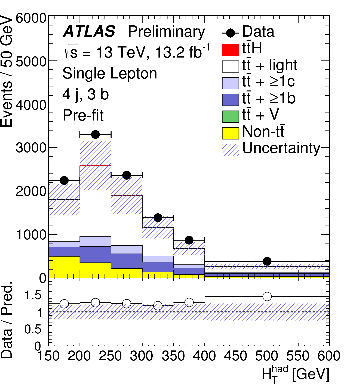 ATLAS Preliminary
√s = 13 TeV, 13.2 fb⁻¹
Single Lepton
4 j, 3 b
Pre-fit
Data
tt̄H
tt̄ + light
tt̄ + ≥1c
tt̄ + ≥1b
tt̄ + V
Non-tt̄
Uncertainty
Events / 50 GeV
6000
5000
4000
3000
2000
1000
0
Data / Pred.
1.5
1
0.5
0
150 200 250 300 350 400 450 500 550 600
H_T^had [GeV]